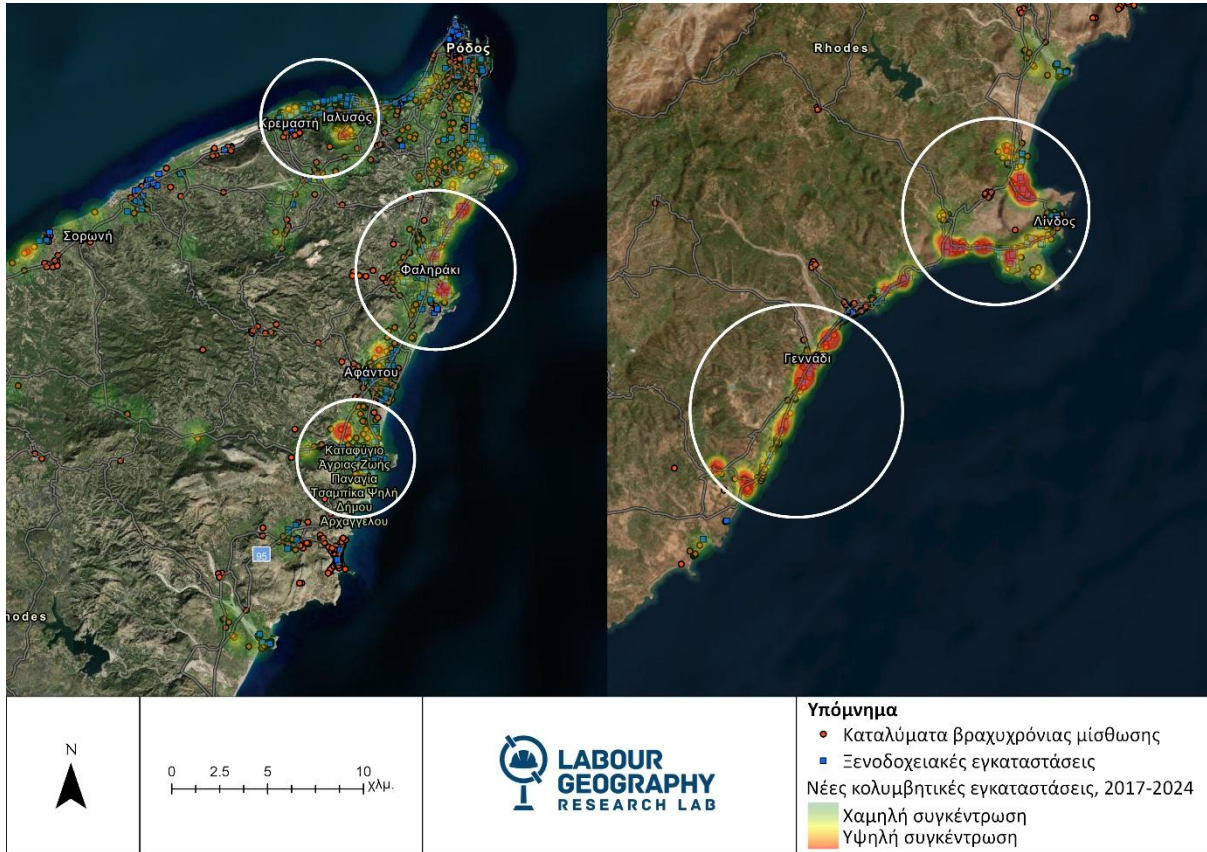 Ρόδος
Κρεμαστή
Ιαλυσός
Σορωνή
Φαληράκι
Αφάντου
Καταφύγιο
Άγριας Ζωής
Παναγία
Τσαμπίκα Ψηλή
Δήμου
Αρχαγγέλου
95
hodes
Rhodes
Λίνδος
Γεννάδι
N
0 2.5 5 10
χλμ.
LABOUR
GEOGRAPHY
RESEARCH LAB
Υπόμνημα
Καταλύματα βραχυχρόνιας μίσθωσης
Ξενοδοχειακές εγκαταστάσεις
Νέες κολυμβητικές εγκαταστάσεις, 2017-2024
Χαμηλή συγκέντρωση
Υψηλή συγκέντρωση